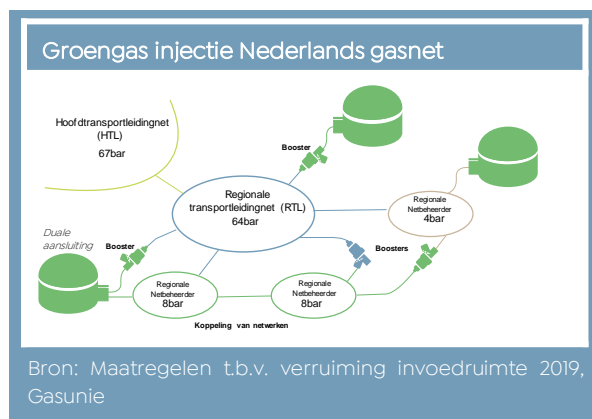 Groengas injectie Nederlands gasnet
Hoofdtransportleidingnet
(HTL)
67bar
Booster
Regionale
transportleidingnet (RTL)
64bar
Regionale
Netbeheerder
4bar
Duale
aansluiting
Booster
Boosters
Regionale
Netbeheerder
8bar
Regionale
Netbeheerder
8bar
Koppeling van netwerken
Bron: Maatregelen t.b.v. verruiming invoedruimte 2019,
Gasunie